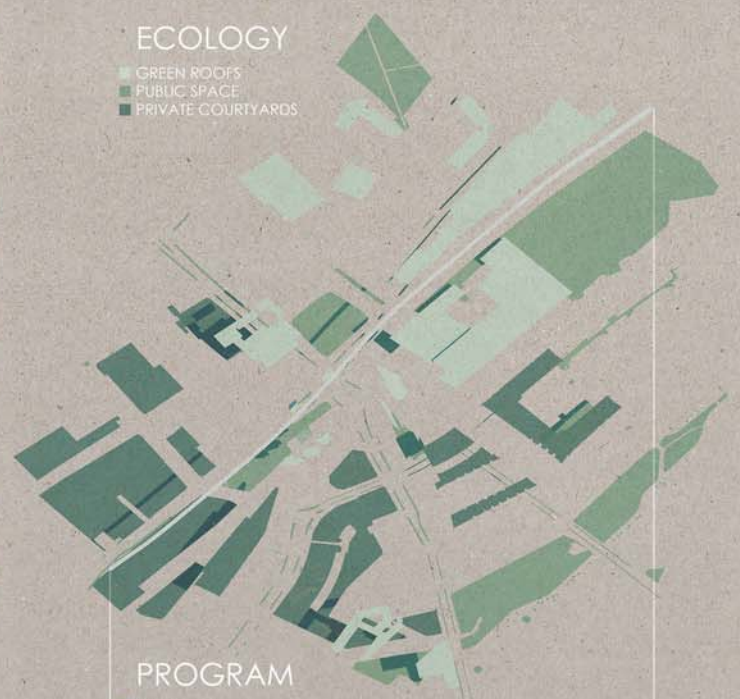 ECOLOGY
GREEN ROOFS
PUBLIC SPACE
PRIVATE COURTYARDS
PROGRAM